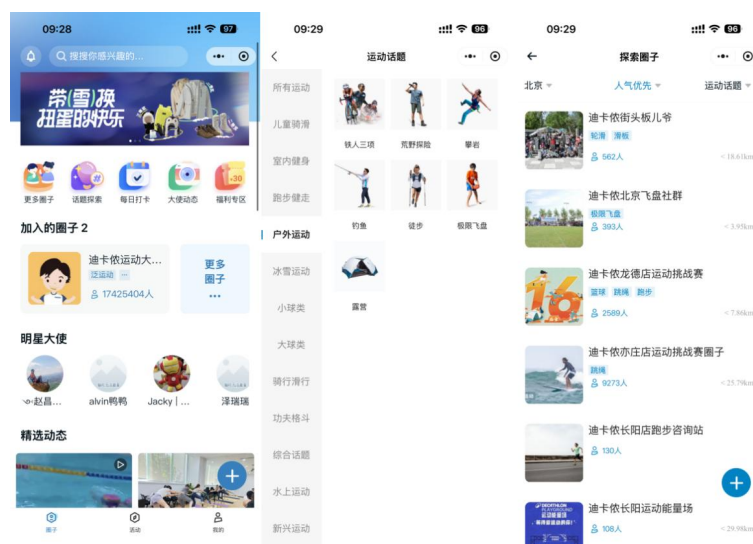 09:28
97
搜搜你感兴趣的...
带(雪)换
扭蛋的快乐
+30
更多圈子
话题探索
每日打卡
大使动态
福利专区
加入的圈子 2
迪卡侬运动大...
泛运动
17425404人
更多
圈子
明星大使
赵昌...
alvin鸭鸭
Jacky | ...
泽瑞瑞
精选动态
圈子
活动
我的
09:29
96
运动话题
所有运动
儿童骑滑
室内健身
跑步健走
户外运动
冰雪运动
小球类
大球类
骑行滑行
功夫格斗
综合话题
水上运动
新兴运动
铁人三项
荒野探险
攀岩
钓鱼
徒步
极限飞盘
露营
09:29
96
探索圈子
北京
人气优先
运动话题
迪卡侬街头板儿爷
轮滑 滑板
562人
< 18.61km
迪卡侬北京飞盘社群
极限飞盘
393人
< 3.95km
迪卡侬龙德店运动挑战赛
篮球 跳绳 跑步
2589人
< 7.86km
16
迪卡侬亦庄店运动挑战赛圈子
跳绳
9273人
< 23.79km
迪卡侬长阳店跑步咨询站
130人
DECATHLON
PLAYGROUND
运动能量场
迪卡侬长阳运动能量场
108人
< 29.98km